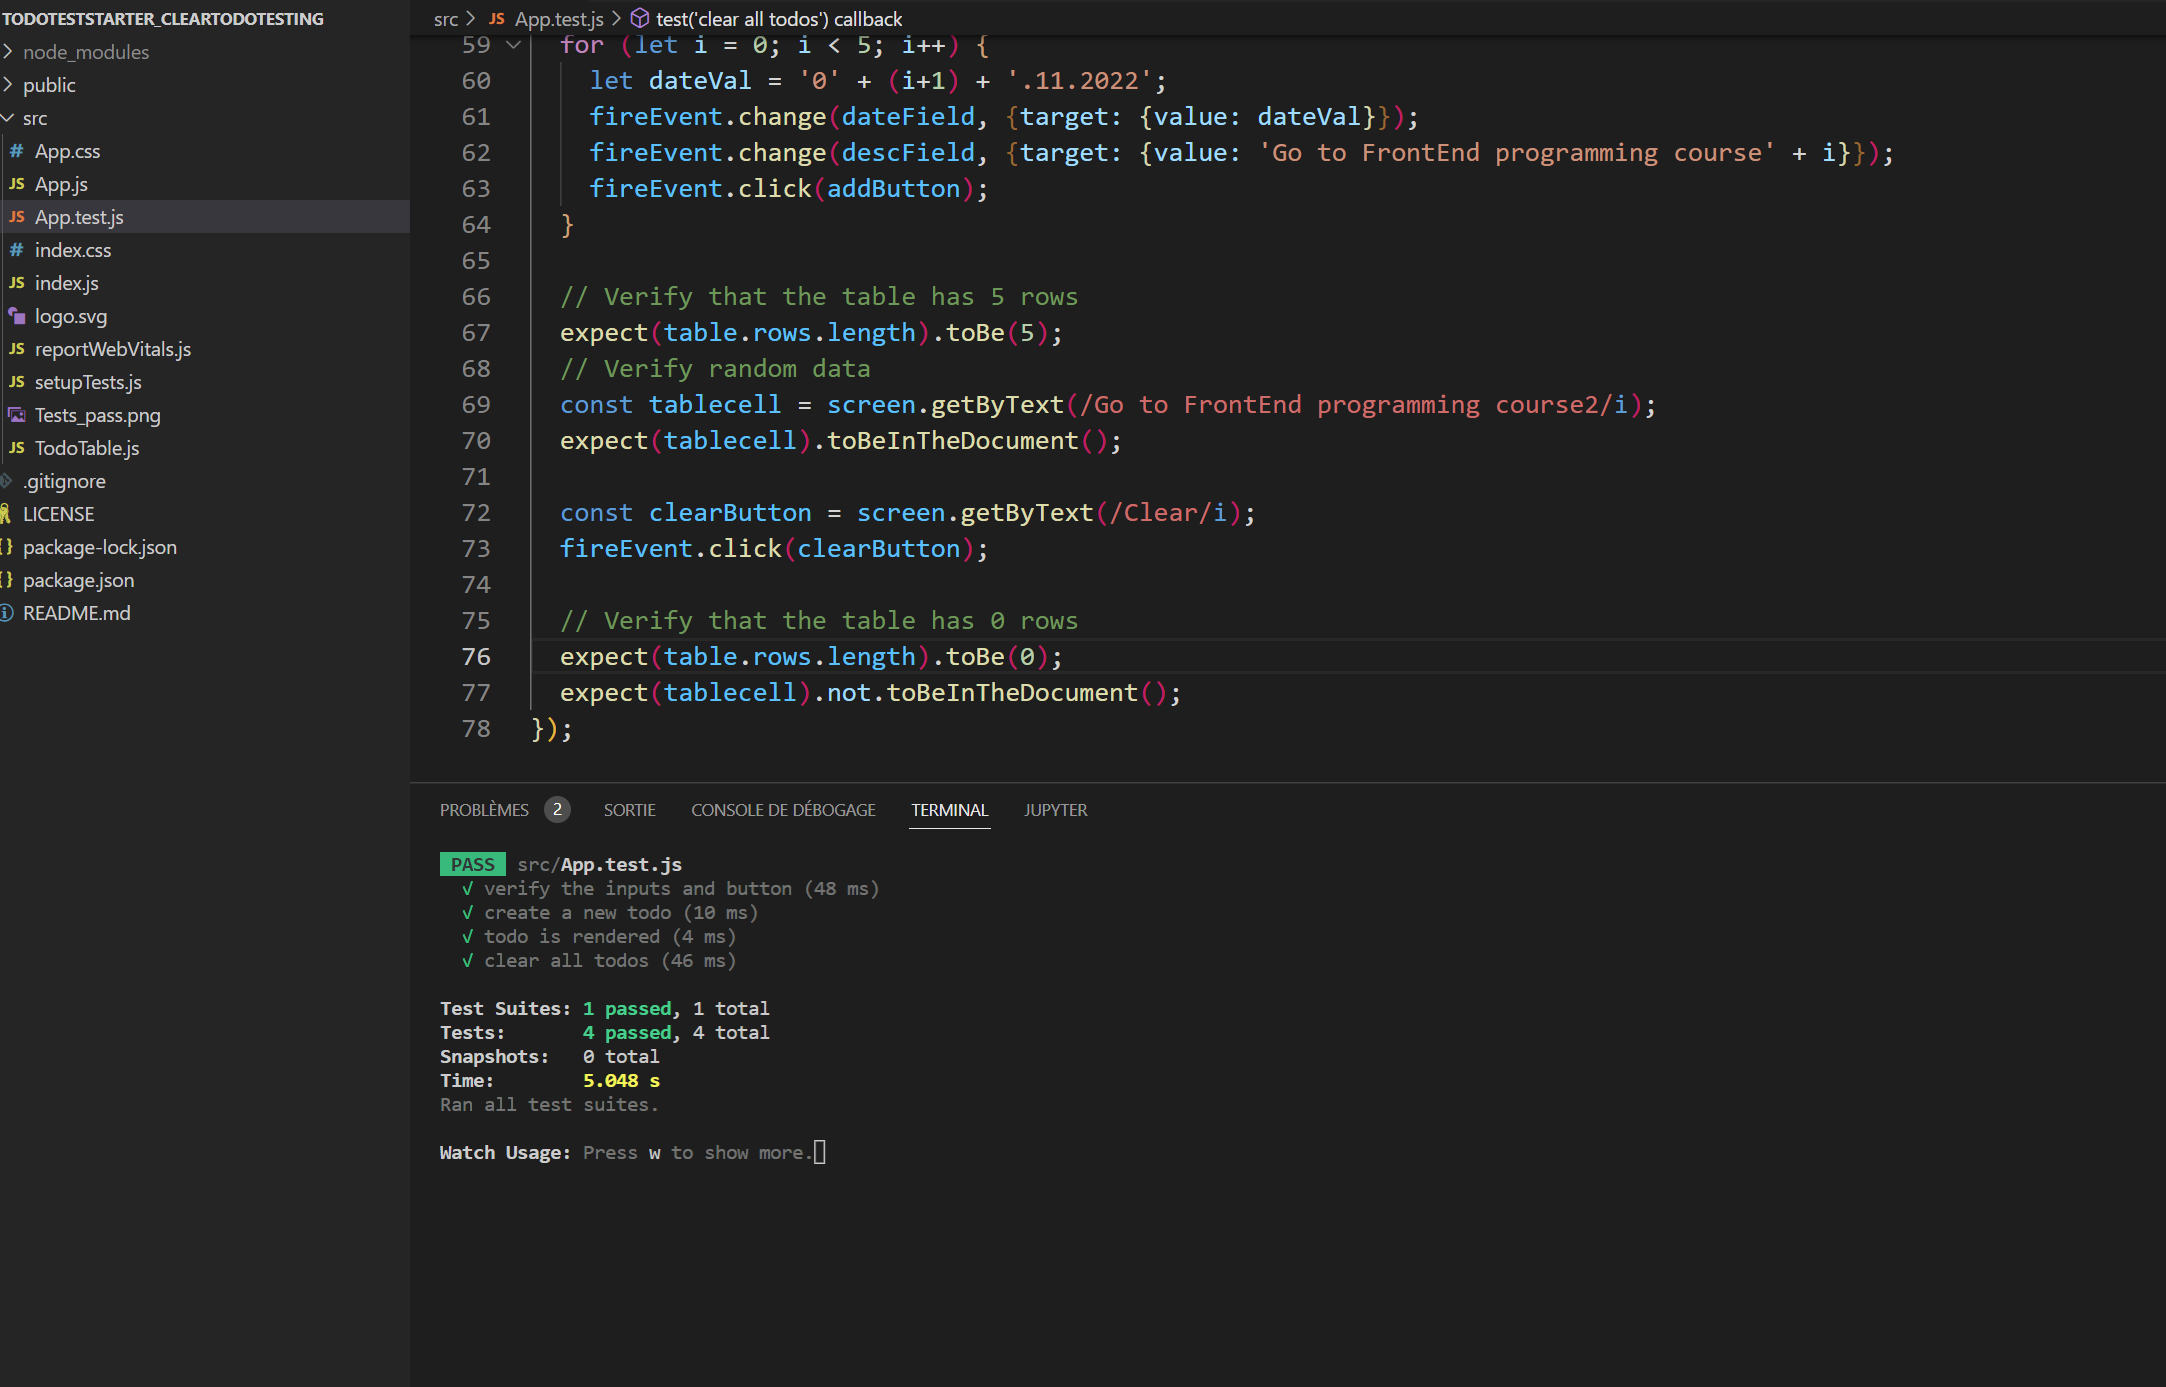 TODOTESTSTARTER_CLEARTODOTESTING
node_modules
public
src
# App.css
JS App.js
JS App.test.js
# index.css
JS index.js
logo.svg
JS reportWebVitals.js
JS setupTests.js
Tests_pass.png
JS TodoTable.js
.gitignore
LICENSE
{} package-lock.json
{} package.json
README.md
src > JS App.test.js > test('clear all todos') callback
59 for (let i = 0; i < 5; i++) {
60 let dateVal = '0' + (i+1) + '.11.2022';
61 fireEvent.change(dateField, {target: {value: dateVal}});
62 fireEvent.change(descField, {target: {value: 'Go to FrontEnd programming course' + i}});
63 fireEvent.click(addButton);
64 }
65
66 // Verify that the table has 5 rows
67 expect(table.rows.length).toBe(5);
68 // Verify random data
69 const tablecell = screen.getByText(/Go to FrontEnd programming course2/i);
70 expect(tablecell).toBeInTheDocument();
71
72 const clearButton = screen.getByText(/Clear/i);
73 fireEvent.click(clearButton);
74
75 // Verify that the table has 0 rows
76 expect(table.rows.length).toBe(0);
77 expect(tablecell).not.toBeInTheDocument();
78 });
PROBLÈMES 2 SORTIE CONSOLE DE DÉBOGAGE TERMINAL JUPYTER
PASS src/App.test.js
√ verify the inputs and button (48 ms)
√ create a new todo (10 ms)
√ todo is rendered (4 ms)
√ clear all todos (46 ms)
Test Suites: 1 passed, 1 total
Tests: 4 passed, 4 total
Snapshots: 0 total
Time: 5.048 s
Ran all test suites.
Watch Usage: Press w to show more.